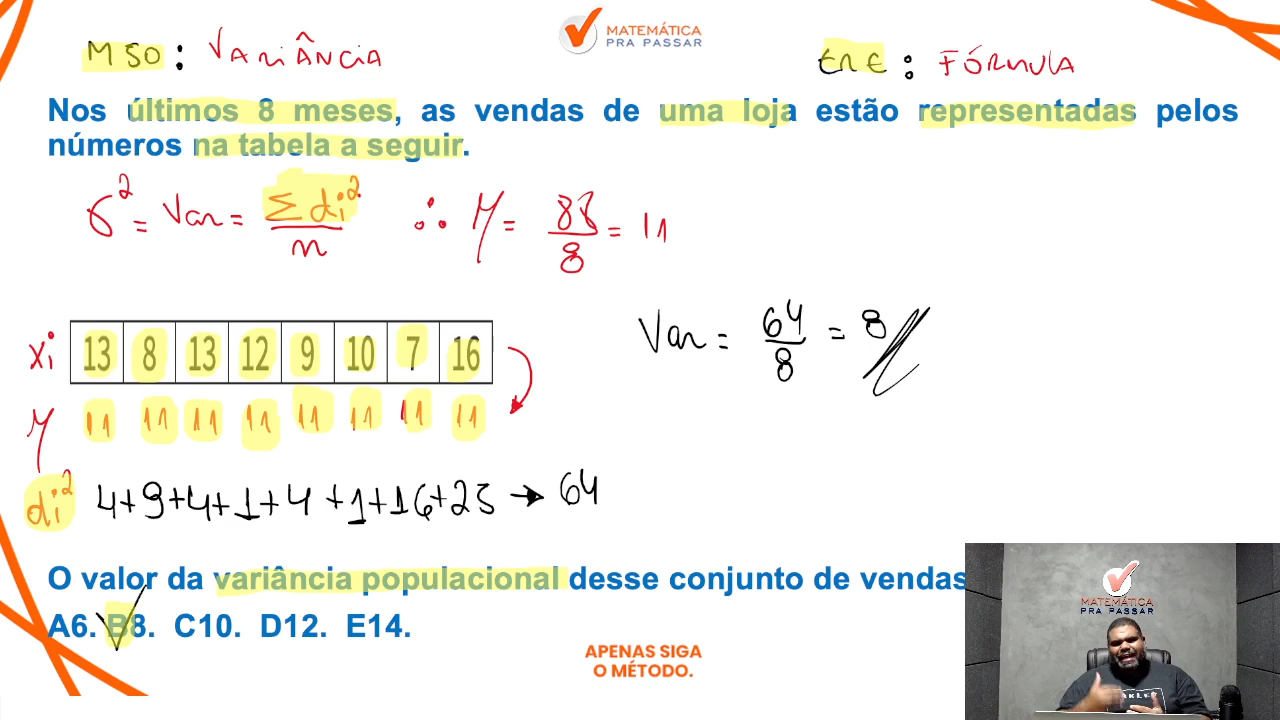 MATEMÁTICA
PRA PASSAR
MSO: VARIÂNCIA
ENE: FÓRMULA
Nos últimos 8 meses, as vendas de uma loja estão representadas pelos
números na tabela a seguir.
σ² = Var = Σ di² / n ∴ μ = 88/8 = 11
xi 13 8 13 12 9 10 7 16
Var = 64/8 = 8
μ 11 11 11 11 11 11 11 11
di² 4+9+4+1+4+1+16+25 → 64
O valor da variância populacional desse conjunto de vendas
A6. B8. C10. D12. E14.
APENAS SIGA
O MÉTODO.
MATEMÁTICA
PRA PASSAR